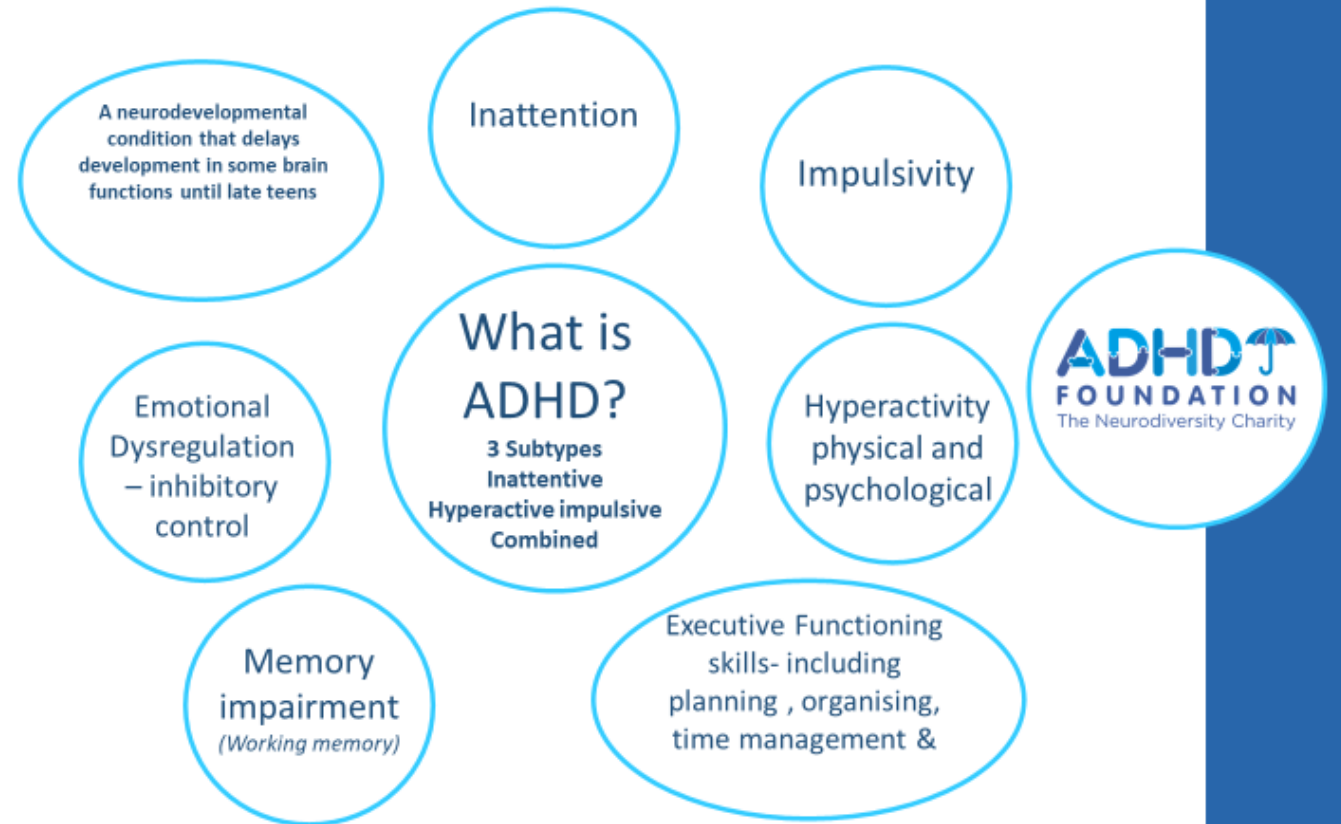 A neurodevelopmental
condition that delays
development in some brain
functions until late teens
Inattention
Impulsivity
What is
ADHD?
3 Subtypes
Inattentive
Hyperactive impulsive
Combined
Emotional
Dysregulation
– inhibitory
control
Hyperactivity
physical and
psychological
ADHD
FOUNDATION
The Neurodiversity Charity
Memory
impairment
(Working memory)
Executive Functioning
skills- including
planning , organising,
time management &